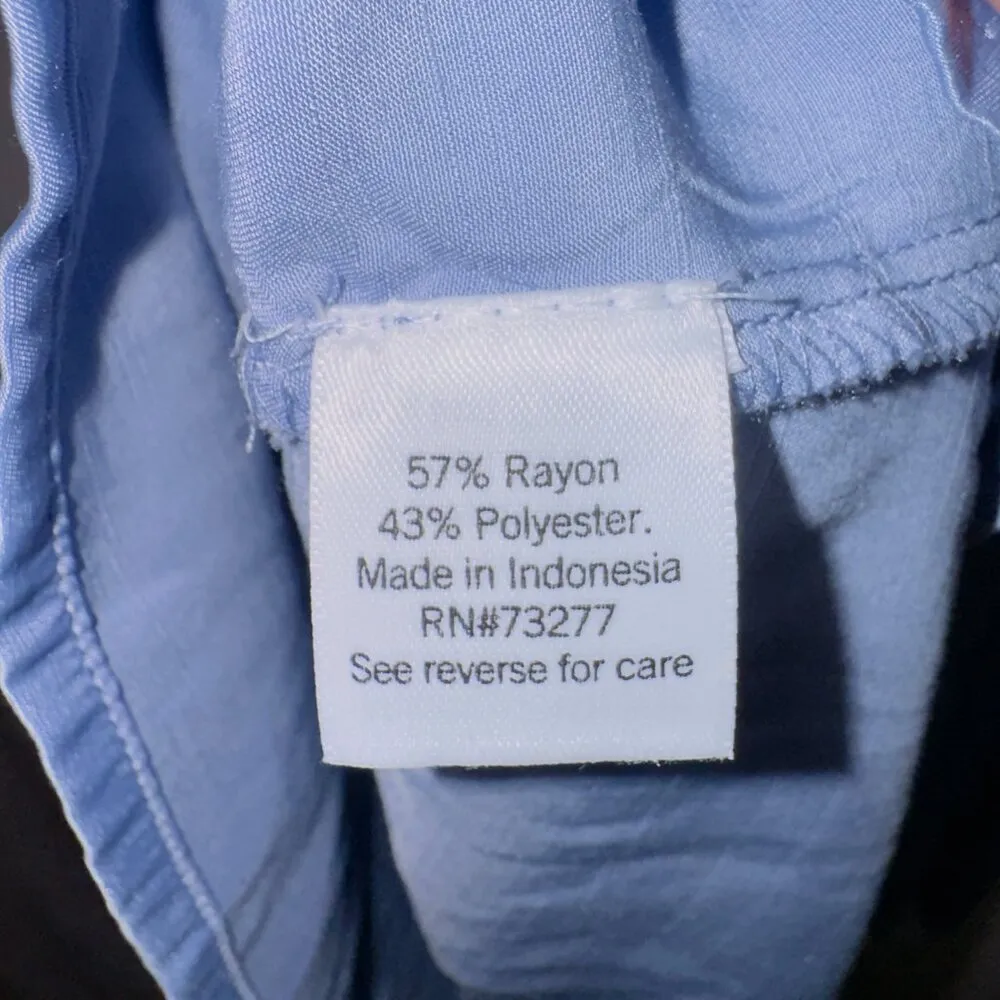 57% Rayon
43% Polyester.
Made in Indonesia
RN#73277
See reverse for care